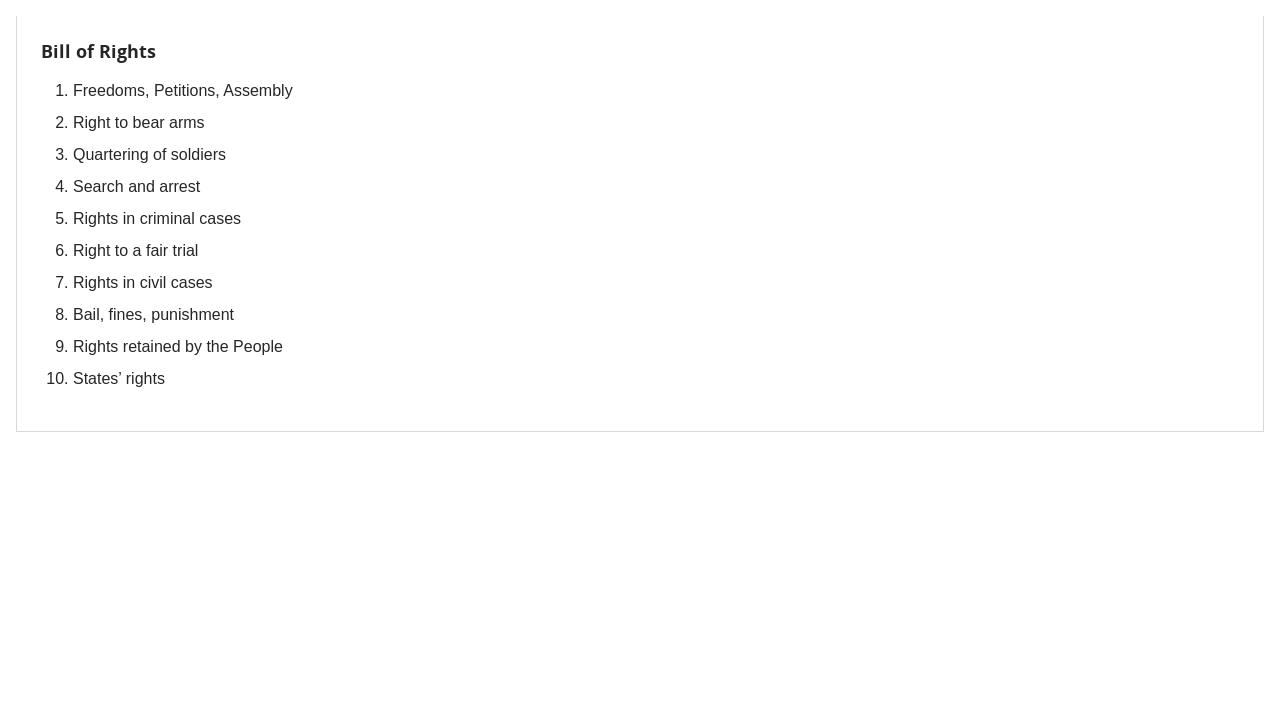 Bill of Rights
1. Freedoms, Petitions, Assembly
2. Right to bear arms
3. Quartering of soldiers
4. Search and arrest
5. Rights in criminal cases
6. Right to a fair trial
7. Rights in civil cases
8. Bail, fines, punishment
9. Rights retained by the People
10. States’ rights